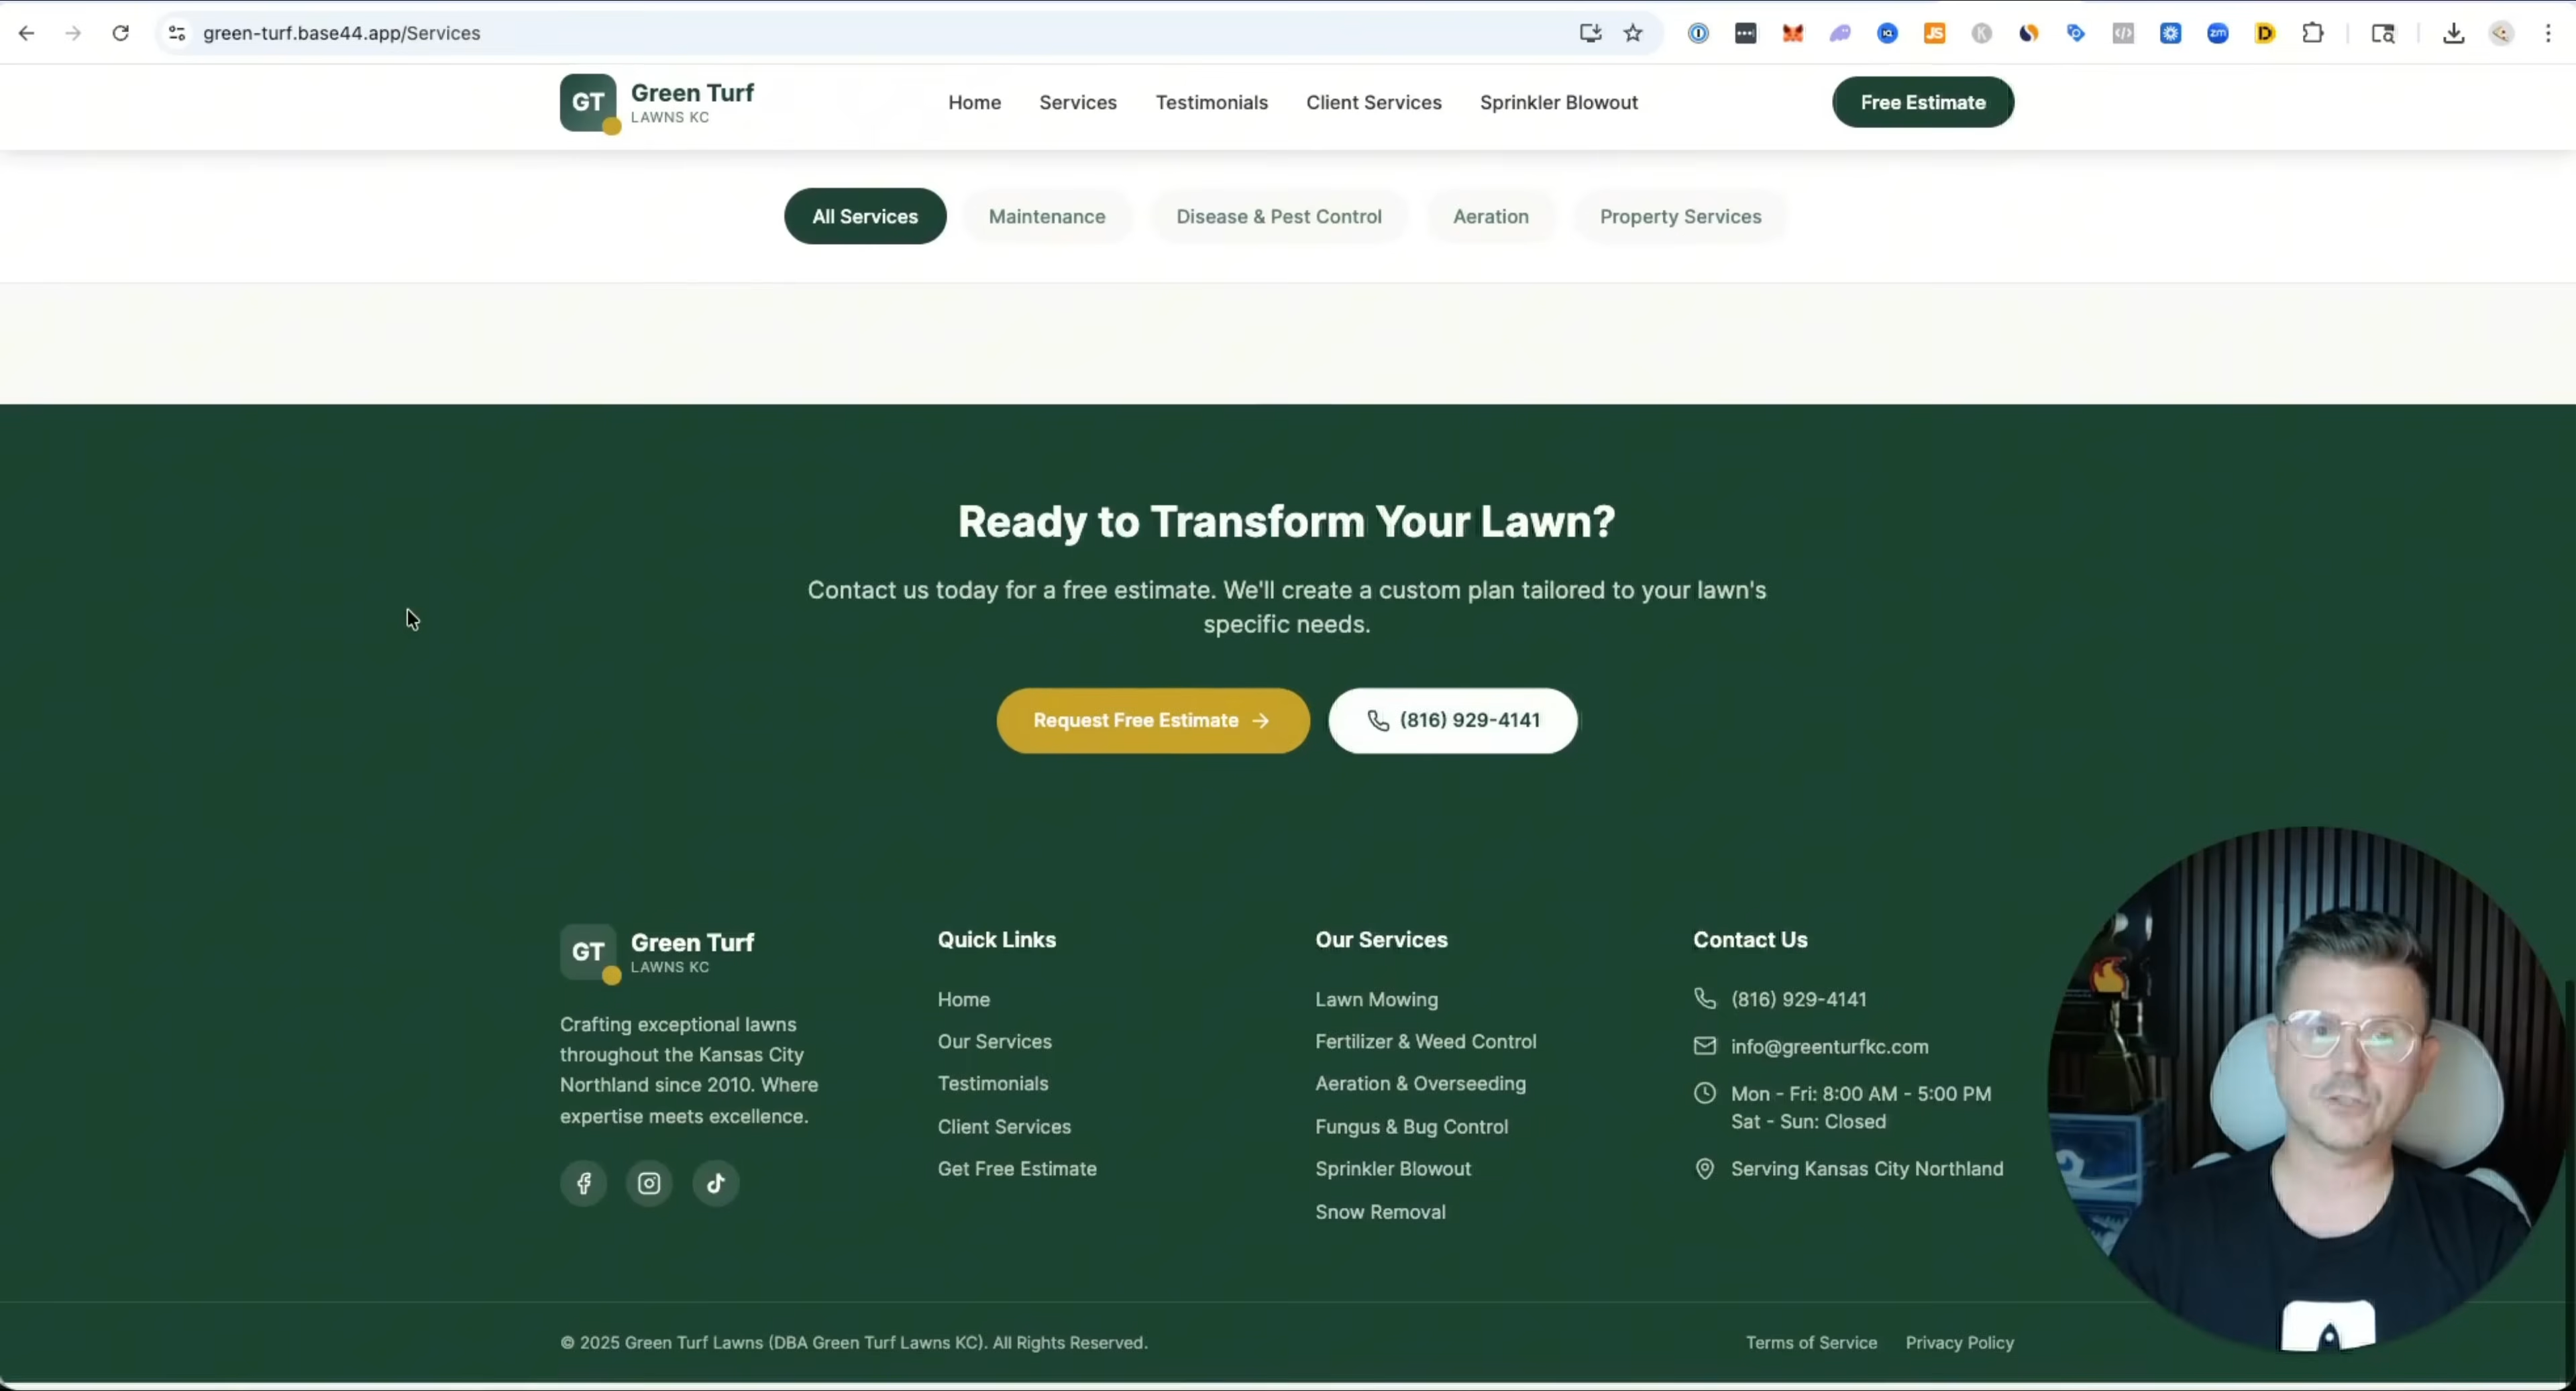 green-turf.base44.app/Services
GT
Green Turf
LAWNS KC
Home
Services
Testimonials
Client Services
Sprinkler Blowout
Free Estimate
All Services
Maintenance
Disease & Pest Control
Aeration
Property Services
Ready to Transform Your Lawn?
Contact us today for a free estimate. We'll create a custom plan tailored to your lawn's
specific needs.
Request Free Estimate
(816) 929-4141
GT
Green Turf
LAWNS KC
Crafting exceptional lawns
throughout the Kansas City
Northland since 2010. Where
expertise meets excellence.
Quick Links
Home
Our Services
Testimonials
Client Services
Get Free Estimate
Our Services
Lawn Mowing
Fertilizer & Weed Control
Aeration & Overseeding
Fungus & Bug Control
Sprinkler Blowout
Snow Removal
Contact Us
(816) 929-4141
info@greenturfkc.com
Mon - Fri: 8:00 AM - 5:00 PM
Sat - Sun: Closed
Serving Kansas City Northland
© 2025 Green Turf Lawns (DBA Green Turf Lawns KC). All Rights Reserved.
Terms of Service
Privacy Policy